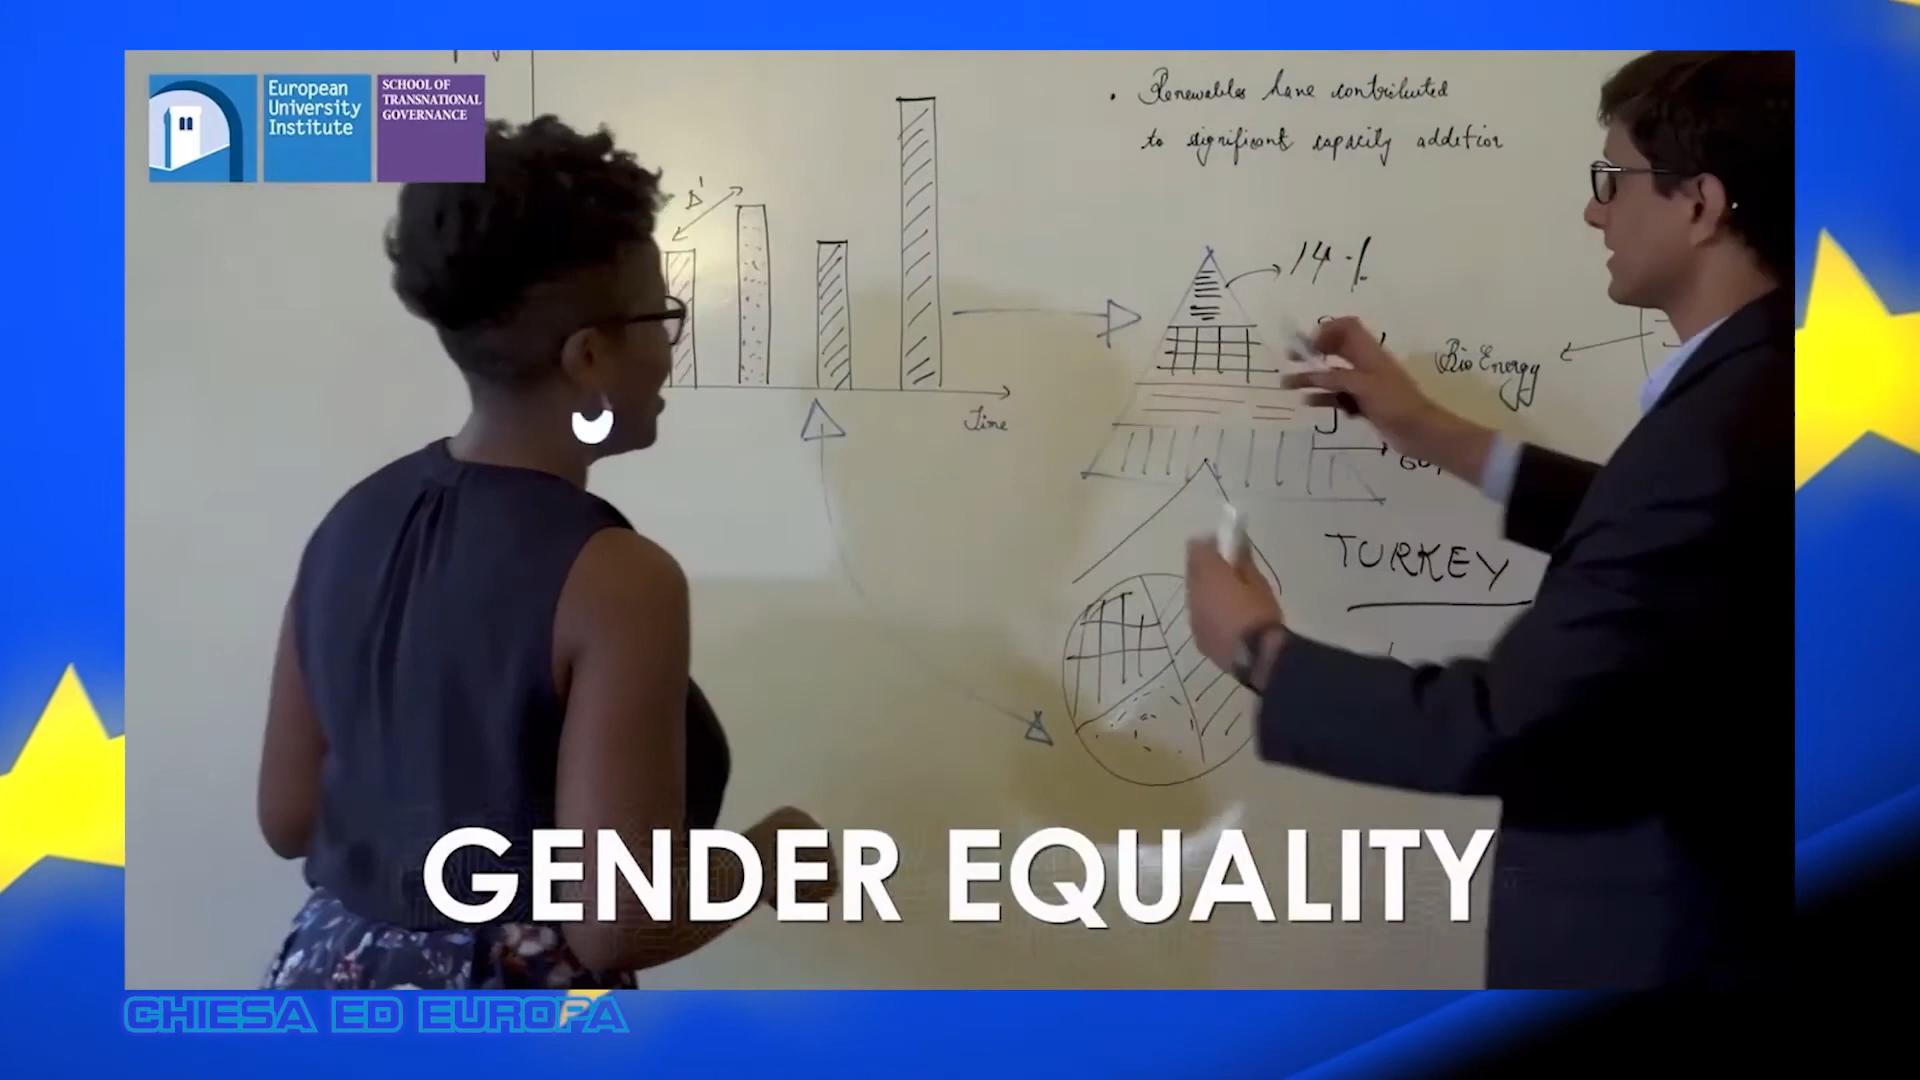 European
University
Institute
SCHOOL OF
TRANSNATIONAL
GOVERNANCE
• Renewables have contributed
to significant capacity addition
Δ'
14 %
Bio Energy
Time
TURKEY
GENDER EQUALITY
CHIESA ED EUROPA